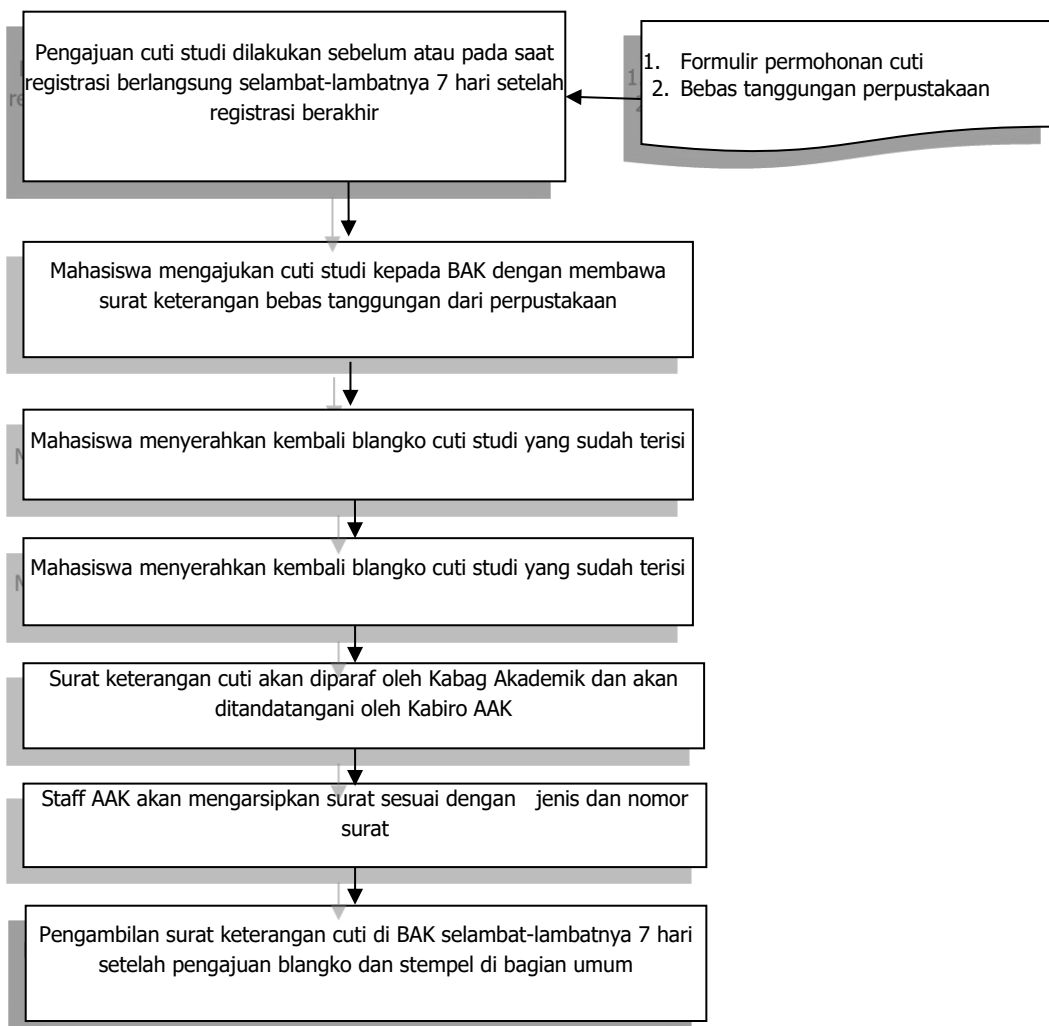 Pengajuan cuti studi dilakukan sebelum atau pada saat
registrasi berlangsung selambat-lambatnya 7 hari setelah
registrasi berakhir
1. Formulir permohonan cuti
2. Bebas tanggungan perpustakaan
Mahasiswa mengajukan cuti studi kepada BAK dengan membawa
surat keterangan bebas tanggungan dari perpustakaan
Mahasiswa menyerahkan kembali blangko cuti studi yang sudah terisi
Mahasiswa menyerahkan kembali blangko cuti studi yang sudah terisi
Surat keterangan cuti akan diparaf oleh Kabag Akademik dan akan
ditandatangani oleh Kabiro AAK
Staff AAK akan mengarsipkan surat sesuai dengan jenis dan nomor
surat
Pengambilan surat keterangan cuti di BAK selambat-lambatnya 7 hari
setelah pengajuan blangko dan stempel di bagian umum